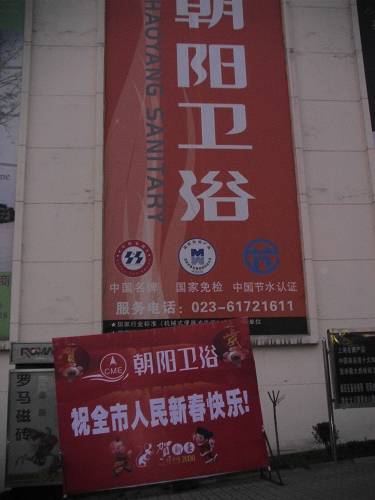 朝阳卫浴
CHAOYANG SANITARY
中国名牌 国家免检 中国节水认证
服务电话：023-61721611
CME 朝阳卫浴
祝全市人民新春快乐!
贺新春
罗马磁砖